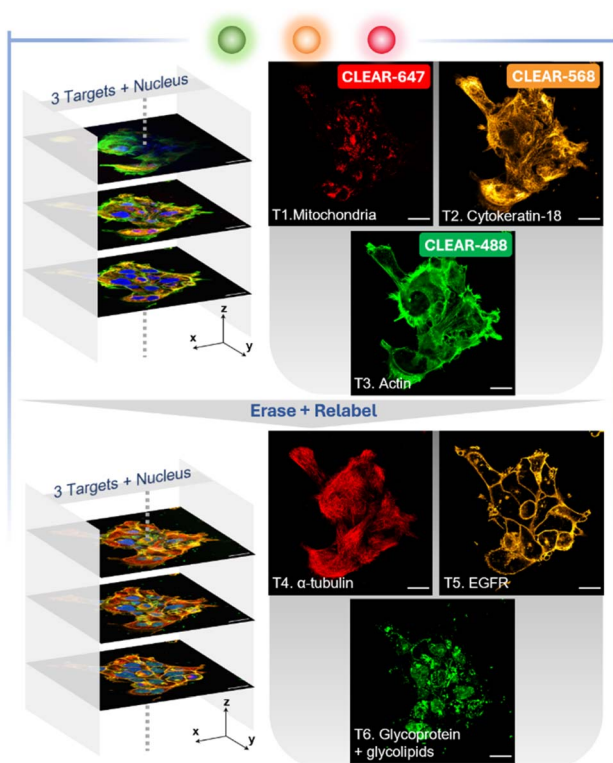 3 Targets + Nucleus
CLEAR-647
CLEAR-568
T1.Mitochondria
T2. Cytokeratin-18
CLEAR-488
T3. Actin
z
x
y
Erase + Relabel
3 Targets + Nucleus
T4. α-tubulin
T5. EGFR
T6. Glycoprotein
+ glycolipids
z
x
y